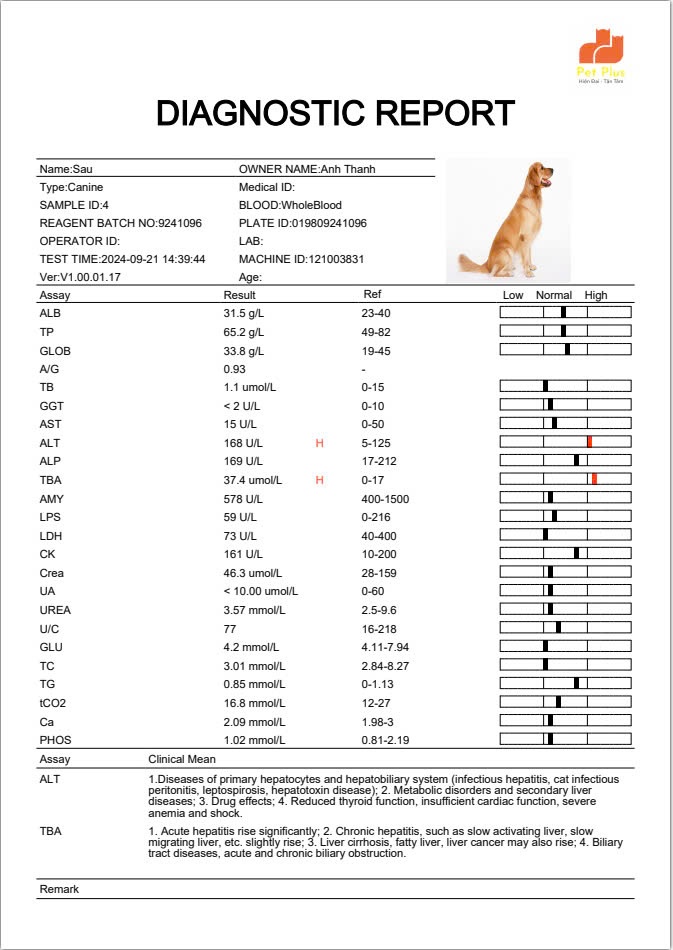 Pet Plus
Hiện Đại - Tận Tâm
DIAGNOSTIC REPORT
Name:Sau OWNER NAME:Anh Thanh
Type:Canine Medical ID:
SAMPLE ID:4 BLOOD:WholeBlood
REAGENT BATCH NO:9241096 PLATE ID:019809241096
OPERATOR ID: LAB:
TEST TIME:2024-09-21 14:39:44 MACHINE ID:121003831
Ver:V1.00.01.17 Age:
Assay Result Ref Low Normal High
ALB 31.5 g/L 23-40
TP 65.2 g/L 49-82
GLOB 33.8 g/L 19-45
A/G 0.93 -
TB 1.1 umol/L 0-15
GGT < 2 U/L 0-10
AST 15 U/L 0-50
ALT 168 U/L H 5-125
ALP 169 U/L 17-212
TBA 37.4 umol/L H 0-17
AMY 578 U/L 400-1500
LPS 59 U/L 0-216
LDH 73 U/L 40-400
CK 161 U/L 10-200
Crea 46.3 umol/L 28-159
UA < 10.00 umol/L 0-60
UREA 3.57 mmol/L 2.5-9.6
U/C 77 16-218
GLU 4.2 mmol/L 4.11-7.94
TC 3.01 mmol/L 2.84-8.27
TG 0.85 mmol/L 0-1.13
tCO2 16.8 mmol/L 12-27
Ca 2.09 mmol/L 1.98-3
PHOS 1.02 mmol/L 0.81-2.19
Assay Clinical Mean
ALT 1.Diseases of primary hepatocytes and hepatobiliary system (infectious hepatitis, cat infectious
peritonitis, leptospirosis, hepatotoxin disease); 2. Metabolic disorders and secondary liver
diseases; 3. Drug effects; 4. Reduced thyroid function, insufficient cardiac function, severe
anemia and shock.
TBA 1. Acute hepatitis rise significantly; 2. Chronic hepatitis, such as slow activating liver, slow
migrating liver, etc. slightly rise; 3. Liver cirrhosis, fatty liver, liver cancer may also rise; 4. Biliary
tract diseases, acute and chronic biliary obstruction.
Remark